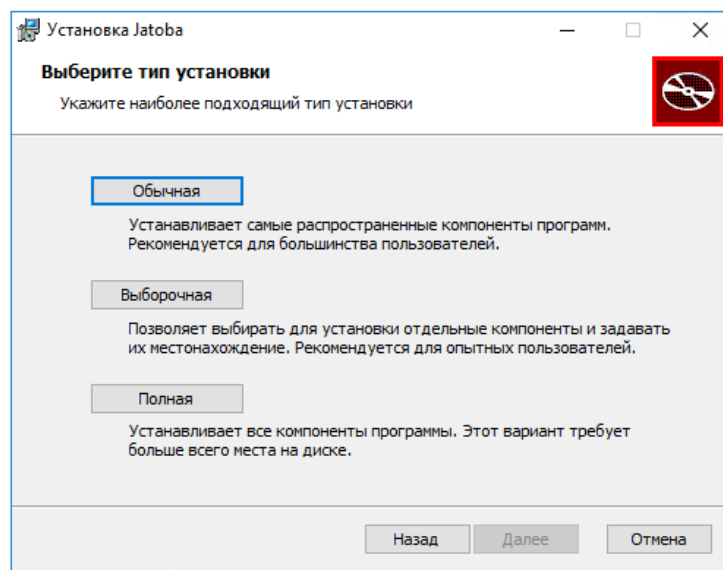 Установка Jatoba
Выберите тип установки
Укажите наиболее подходящий тип установки
Обычная
Устанавливает самые распространенные компоненты программ.
Рекомендуется для большинства пользователей.
Выборочная
Позволяет выбирать для установки отдельные компоненты и задавать
их местонахождение. Рекомендуется для опытных пользователей.
Полная
Устанавливает все компоненты программы. Этот вариант требует
больше всего места на диске.
Назад Далее Отмена